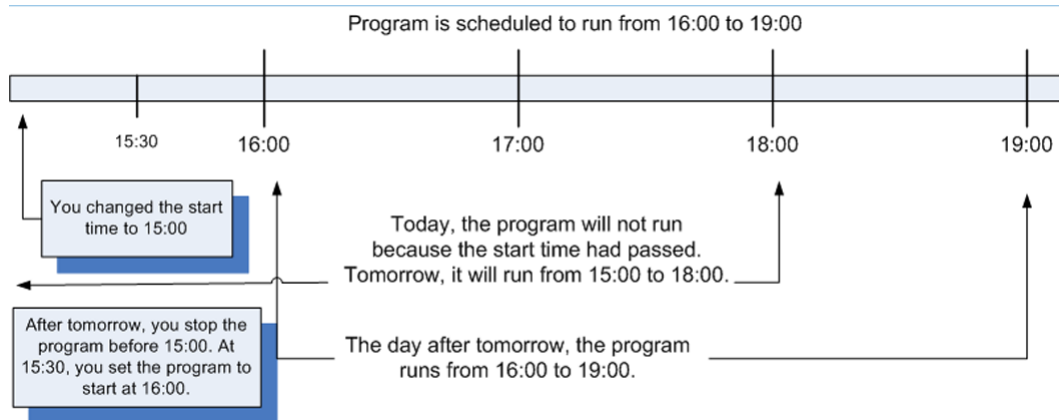 Program is scheduled to run from 16:00 to 19:00
15:30
16:00
17:00
18:00
19:00
You changed the start
time to 15:00
Today, the program will not run
because the start time had passed.
Tomorrow, it will run from 15:00 to 18:00.
After tomorrow, you stop the
program before 15:00. At
15:30, you set the program to
start at 16:00.
The day after tomorrow, the program
runs from 16:00 to 19:00.